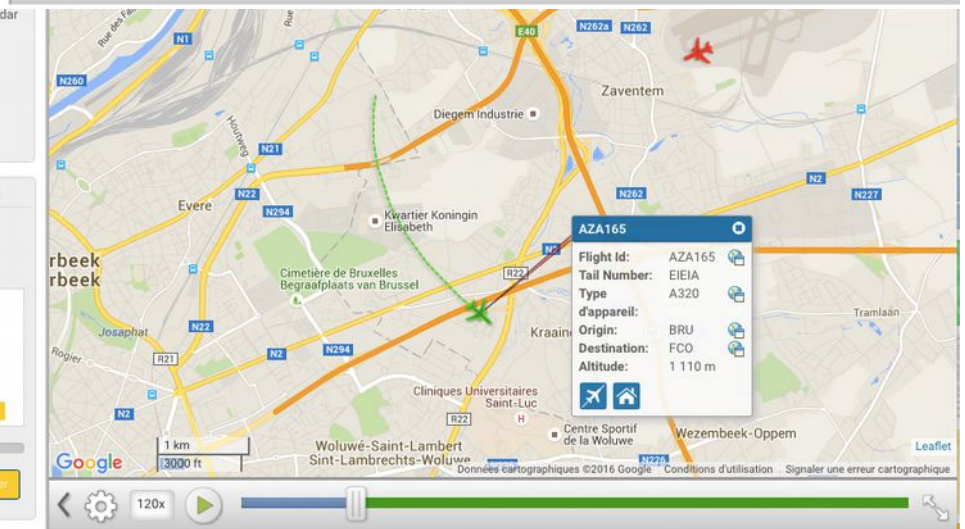 dar
Rue des Fa
Rue
N1
E40
N262a
N262
N260
Zaventem
Diegem Industrie
Houtweg
N21
N2
N22
N262
N227
Evere
N294
Kwartier Koningin
Elisabeth
AZA165
N2
Flight Id: AZA165
rbeek
rbeek
R22
Tail Number: EIEIA
Cimetière de Bruxelles
Begraafplaats van Brussel
Type
d'appareil: A320
Tramlaan
Josaphat
N22
Kraain
Origin: BRU
Rogier
R21
N2
N294
Destination: FCO
Altitude: 1 110 m
Cliniques Universitaires
Saint-Luc
N2
R22
H
Centre Sportif
de la Woluwe
Wezembeek-Oppem
1 km
3000 ft
Woluwé-Saint-Lambert
Sint-Lambrechts-Woluwe
Leaflet
Google
N226
Données cartographiques ©2016 Google
Conditions d'utilisation
Signaler une erreur cartographique
er
120x